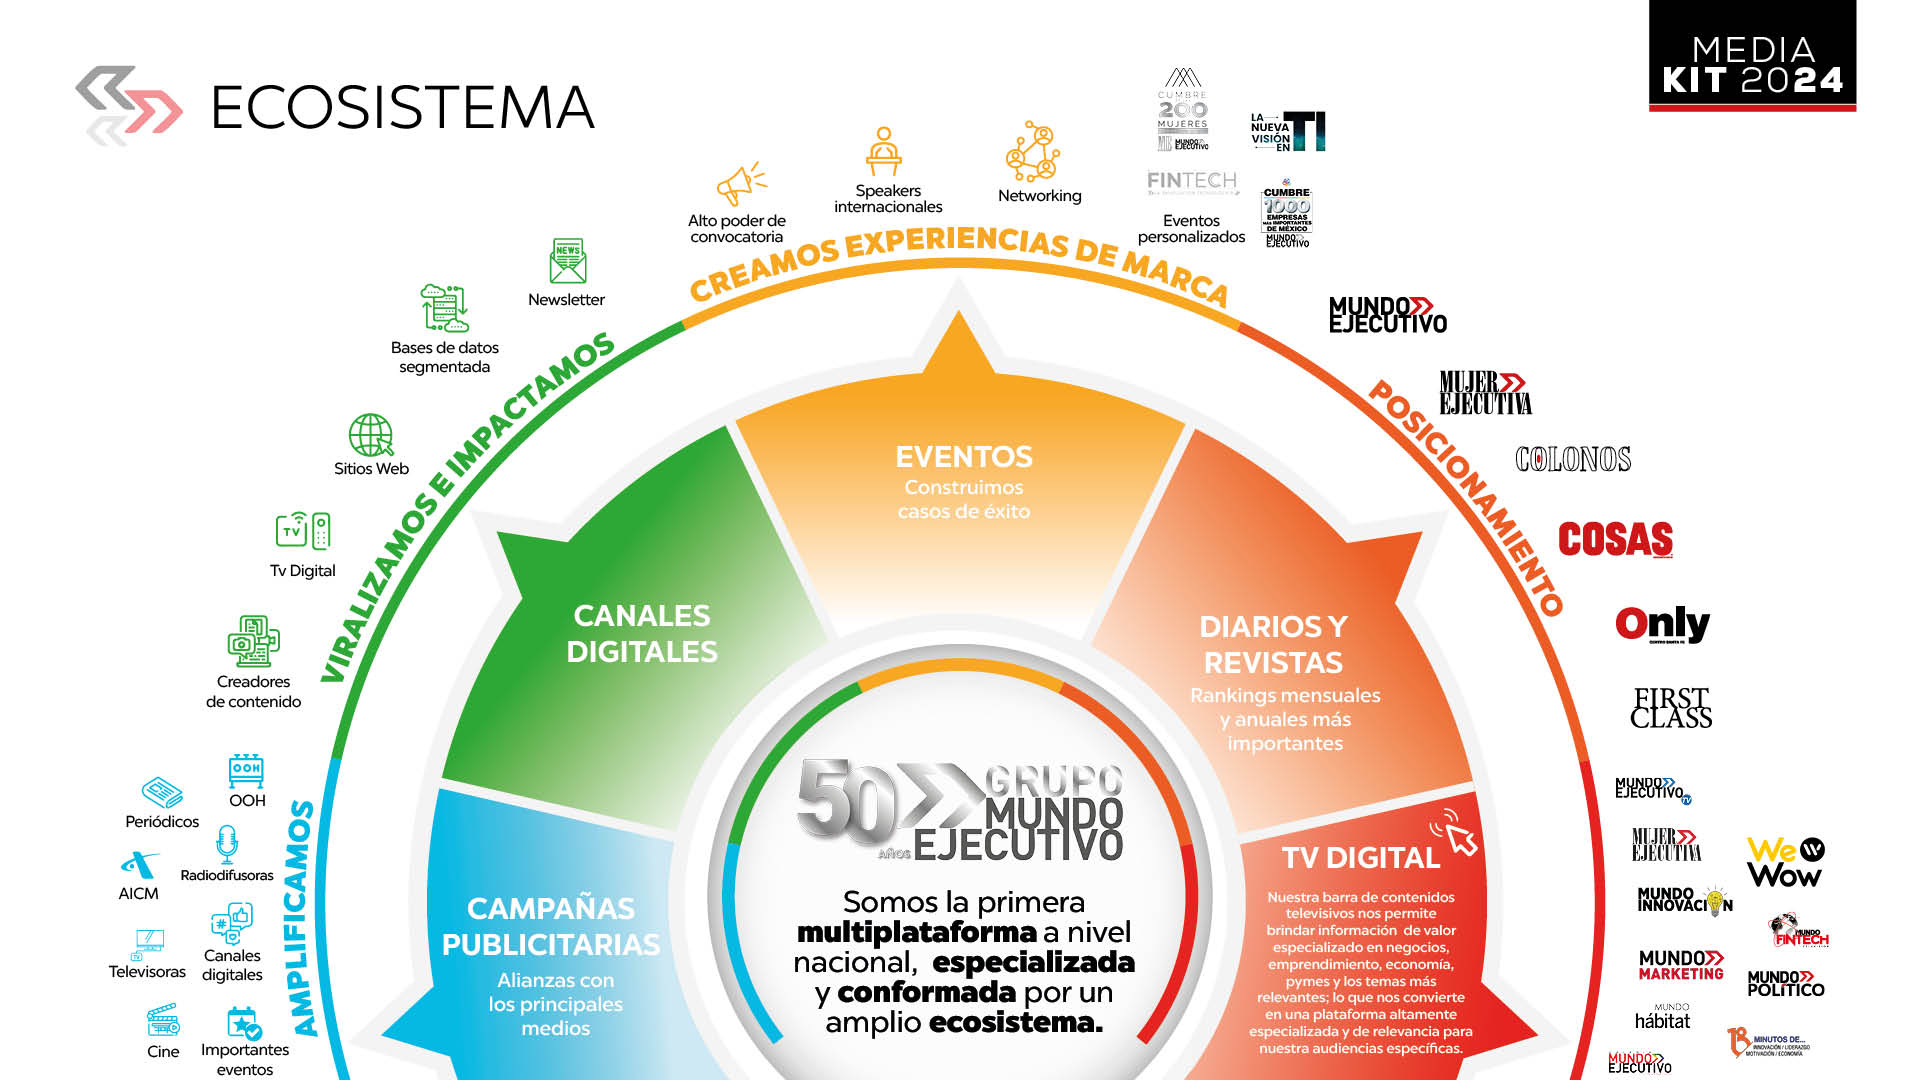 MEDIA
KIT 2024
ECOSISTEMA
CUMBRE
200
MUJERES
MUNDO
EJECUTIVO
LA
NUEVA
VISIÓN
EN
TI
FINTECH
CUMBRE
1000
EMPRESAS
MÁS IMPORTANTES
DE MÉXICO
MUNDO
EJECUTIVO
Alto poder de
convocatoria
Speakers
internacionales
Networking
Eventos
personalizados
CREAMOS EXPERIENCIAS DE MARCA
NEWS
Newsletter
Bases de datos
segmentada
Sitios Web
TV
Tv Digital
Creadores
de contenido
VIRALIZAMOS E IMPACTAMOS
OOH
OOH
Periódicos
Radiodifusoras
AICM
Canales
digitales
TV
Televisoras
Cine
Importantes
eventos
AMPLIFICAMOS
EVENTOS
Construimos
casos de éxito
CANALES
DIGITALES
DIARIOS Y
REVISTAS
Rankings mensuales
y anuales más
importantes
CAMPAÑAS
PUBLICITARIAS
Alianzas con
los principales
medios
TV DIGITAL
Nuestra barra de contenidos
televisivos nos permite
brindar información de valor
especializado en negocios,
emprendimiento, economía,
pymes y los temas más
relevantes; lo que nos convierte
en una plataforma altamente
especializada y de relevancia para
nuestra audiencias específicas.
50
AÑOS
GRUPO
MUNDO
EJECUTIVO
Somos la primera
multiplataforma a nivel
nacional, especializada
y conformada por un
amplio ecosistema.
POSICIONAMIENTO
MUNDO
EJECUTIVO
MUJER
EJECUTIVA
COLONOS
COSAS
Only
CENTRO SANTA FE
FIRST
CLASS
MUNDO
EJECUTIVO TV
MUJER
EJECUTIVA
We W
Wow
MUNDO
INNOVACIÓN
MUNDO
FINTECH
MUNDO
MARKETING
MUNDO
POLÍTICO
MUNDO
hábitat
18 MINUTOS DE...
INNOVACIÓN / LIDERAZGO
MOTIVACIÓN / ECONOMÍA
MUNDO
EJECUTIVO